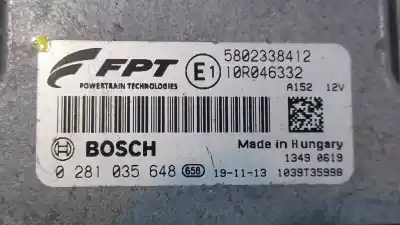 FPT
POWERTRAIN TECHNOLOGIES
E1
5802338412
10R046332
A152 12V
BOSCH
Made in Hungary
1349 0619
0 281 035 648 658 19-11-13 1039T35998